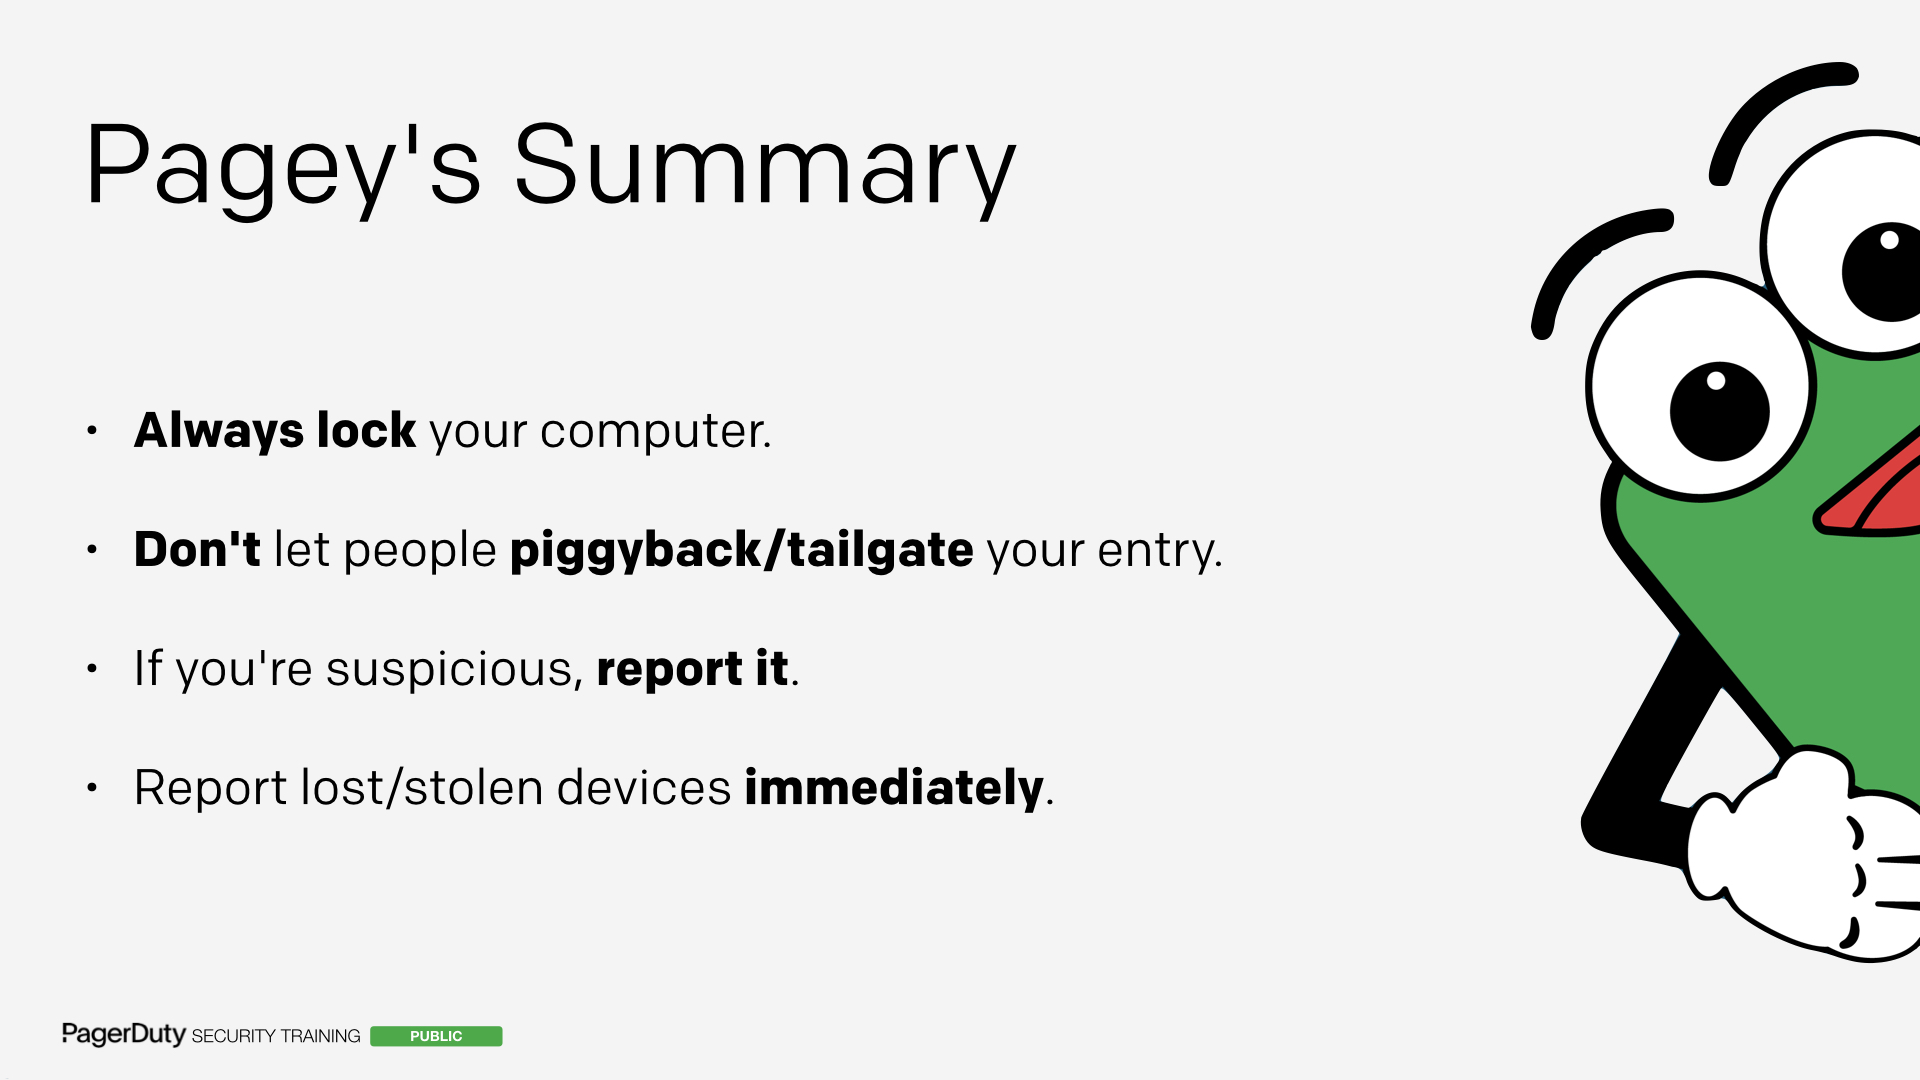 Pagey's Summary
• Always lock your computer.
• Don't let people piggyback/tailgate your entry.
• If you're suspicious, report it.
• Report lost/stolen devices immediately.
PagerDuty SECURITY TRAINING PUBLIC